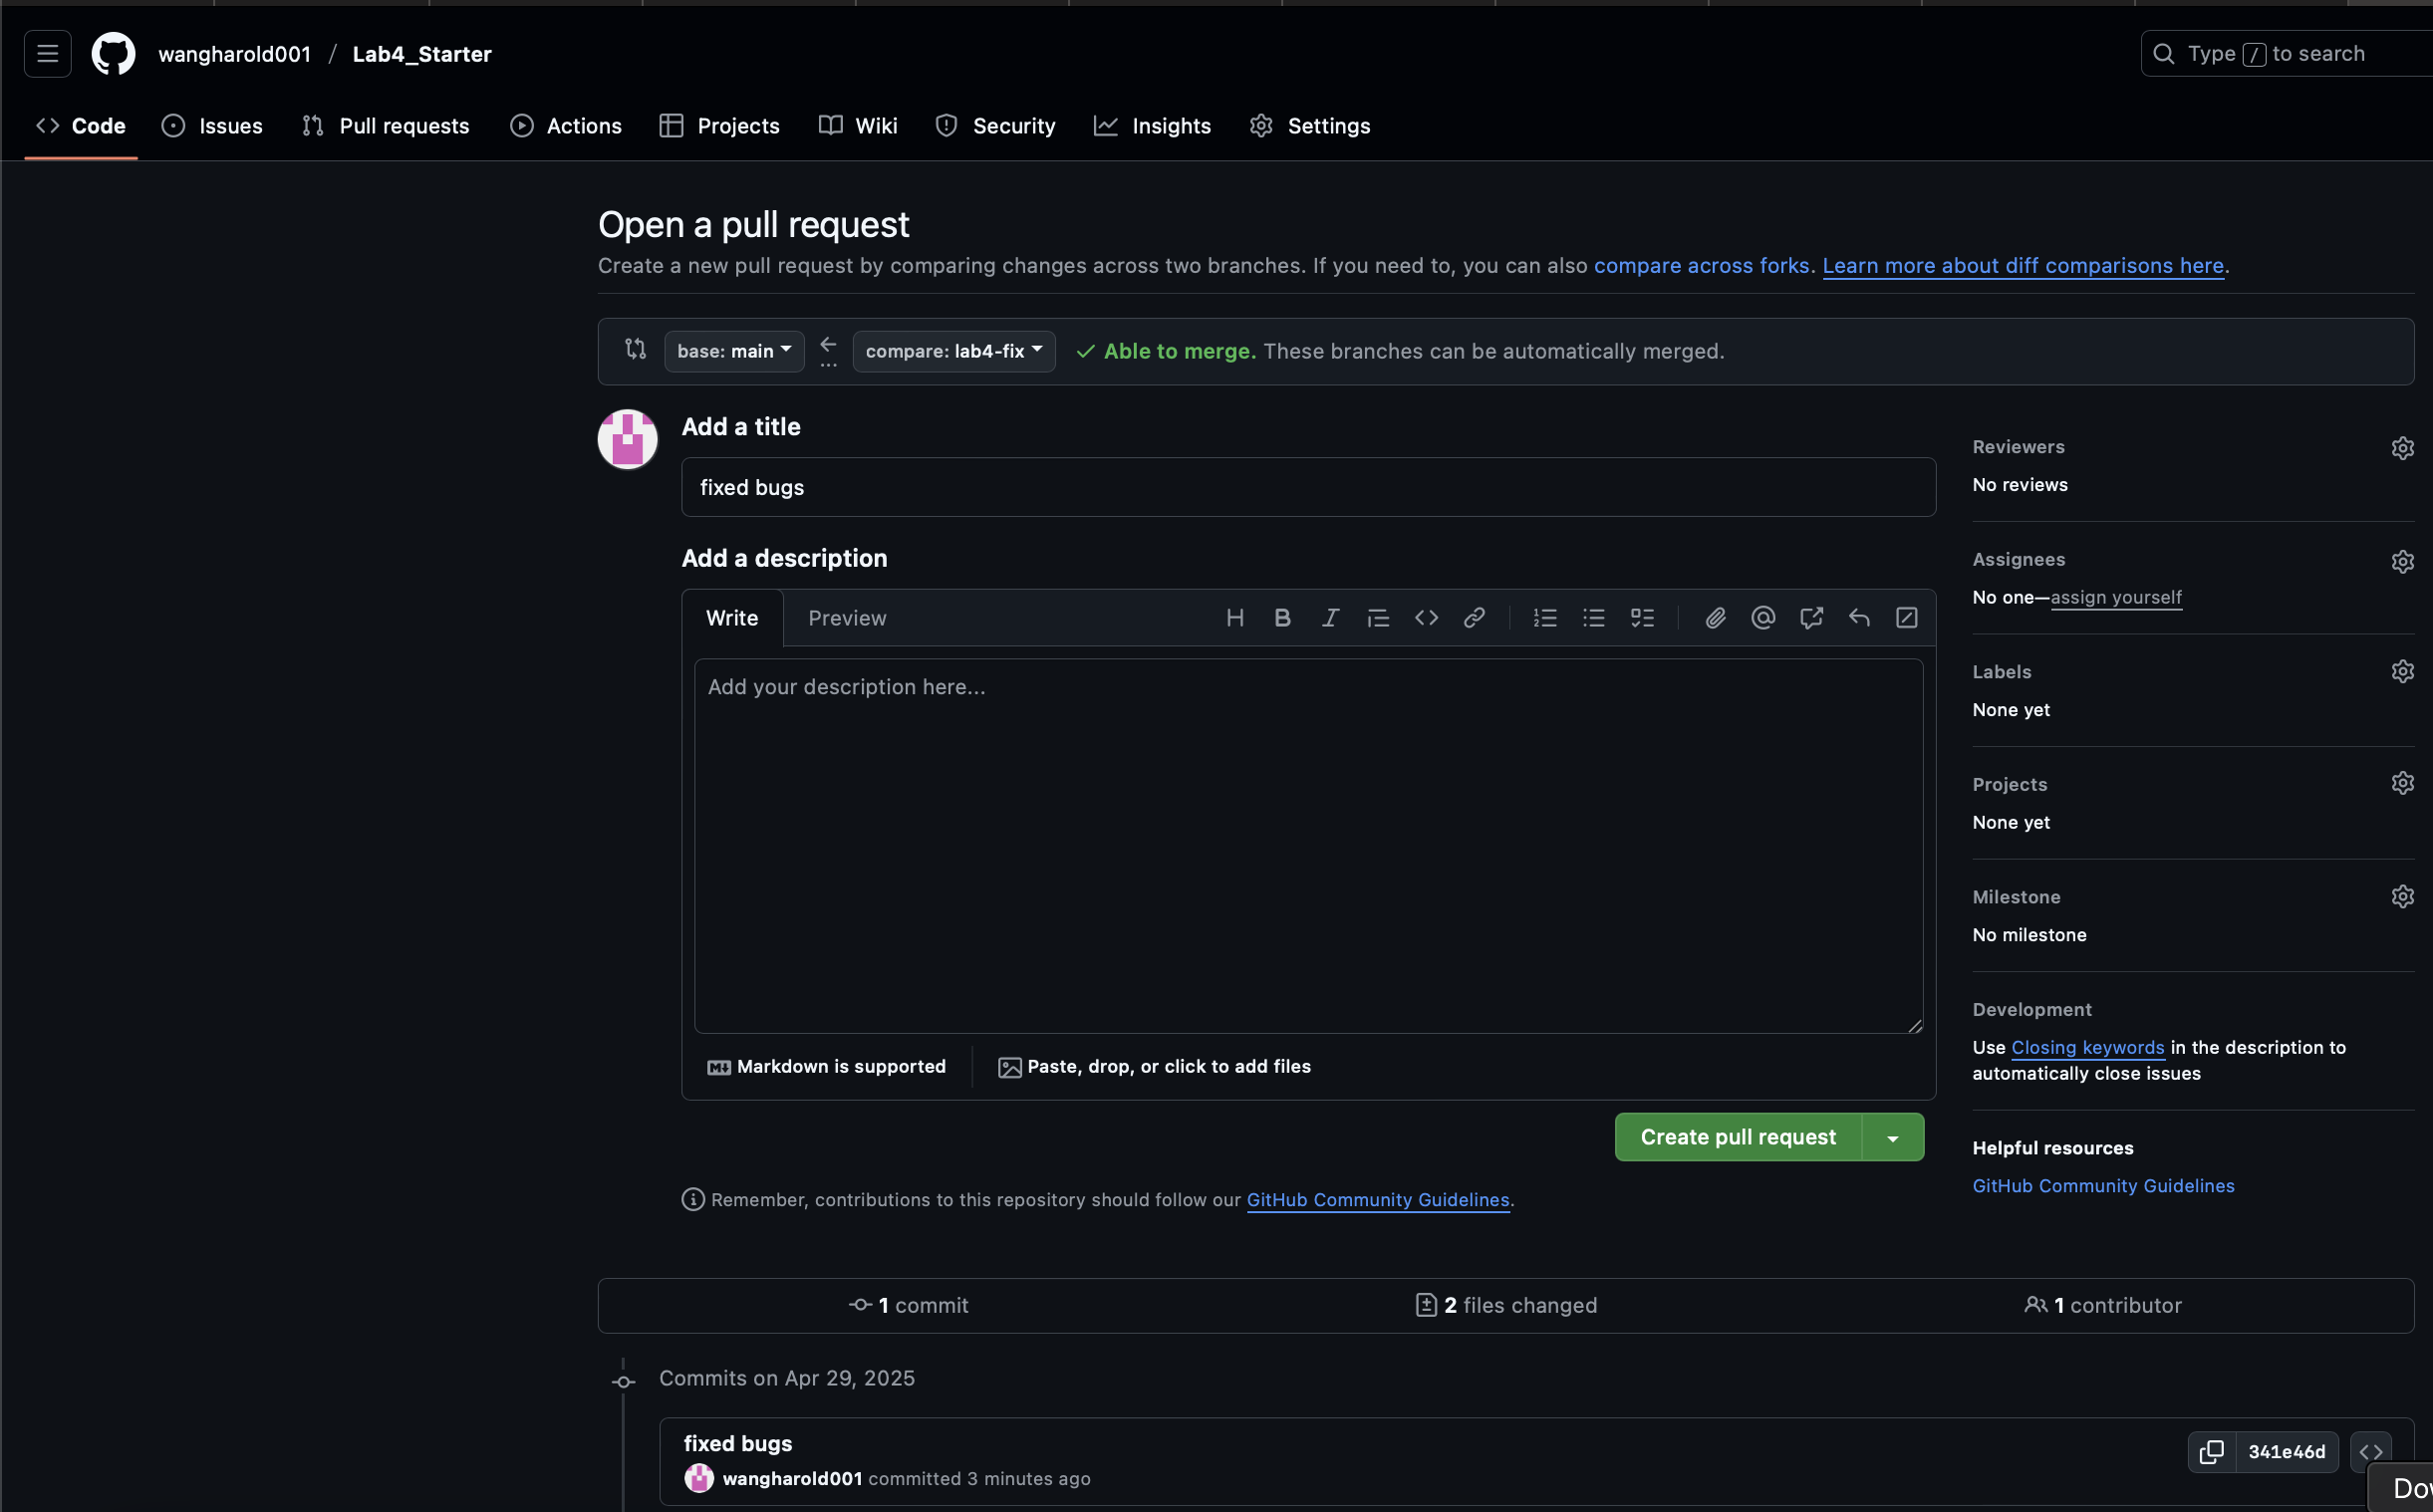 wangharold001 / Lab4_Starter
Type / to search
Code Issues Pull requests Actions Projects Wiki Security Insights Settings
Open a pull request
Create a new pull request by comparing changes across two branches. If you need to, you can also compare across forks. Learn more about diff comparisons here.
base: main ← ... compare: lab4-fix ✓ Able to merge. These branches can be automatically merged.
Add a title
fixed bugs
Add a description
Write Preview
Add your description here...
Markdown is supported Paste, drop, or click to add files
Create pull request
Remember, contributions to this repository should follow our GitHub Community Guidelines.
Reviewers
No reviews
Assignees
No one—assign yourself
Labels
None yet
Projects
None yet
Milestone
No milestone
Development
Use Closing keywords in the description to
automatically close issues
Helpful resources
GitHub Community Guidelines
1 commit 2 files changed 1 contributor
Commits on Apr 29, 2025
fixed bugs
341e46d
wangharold001 committed 3 minutes ago